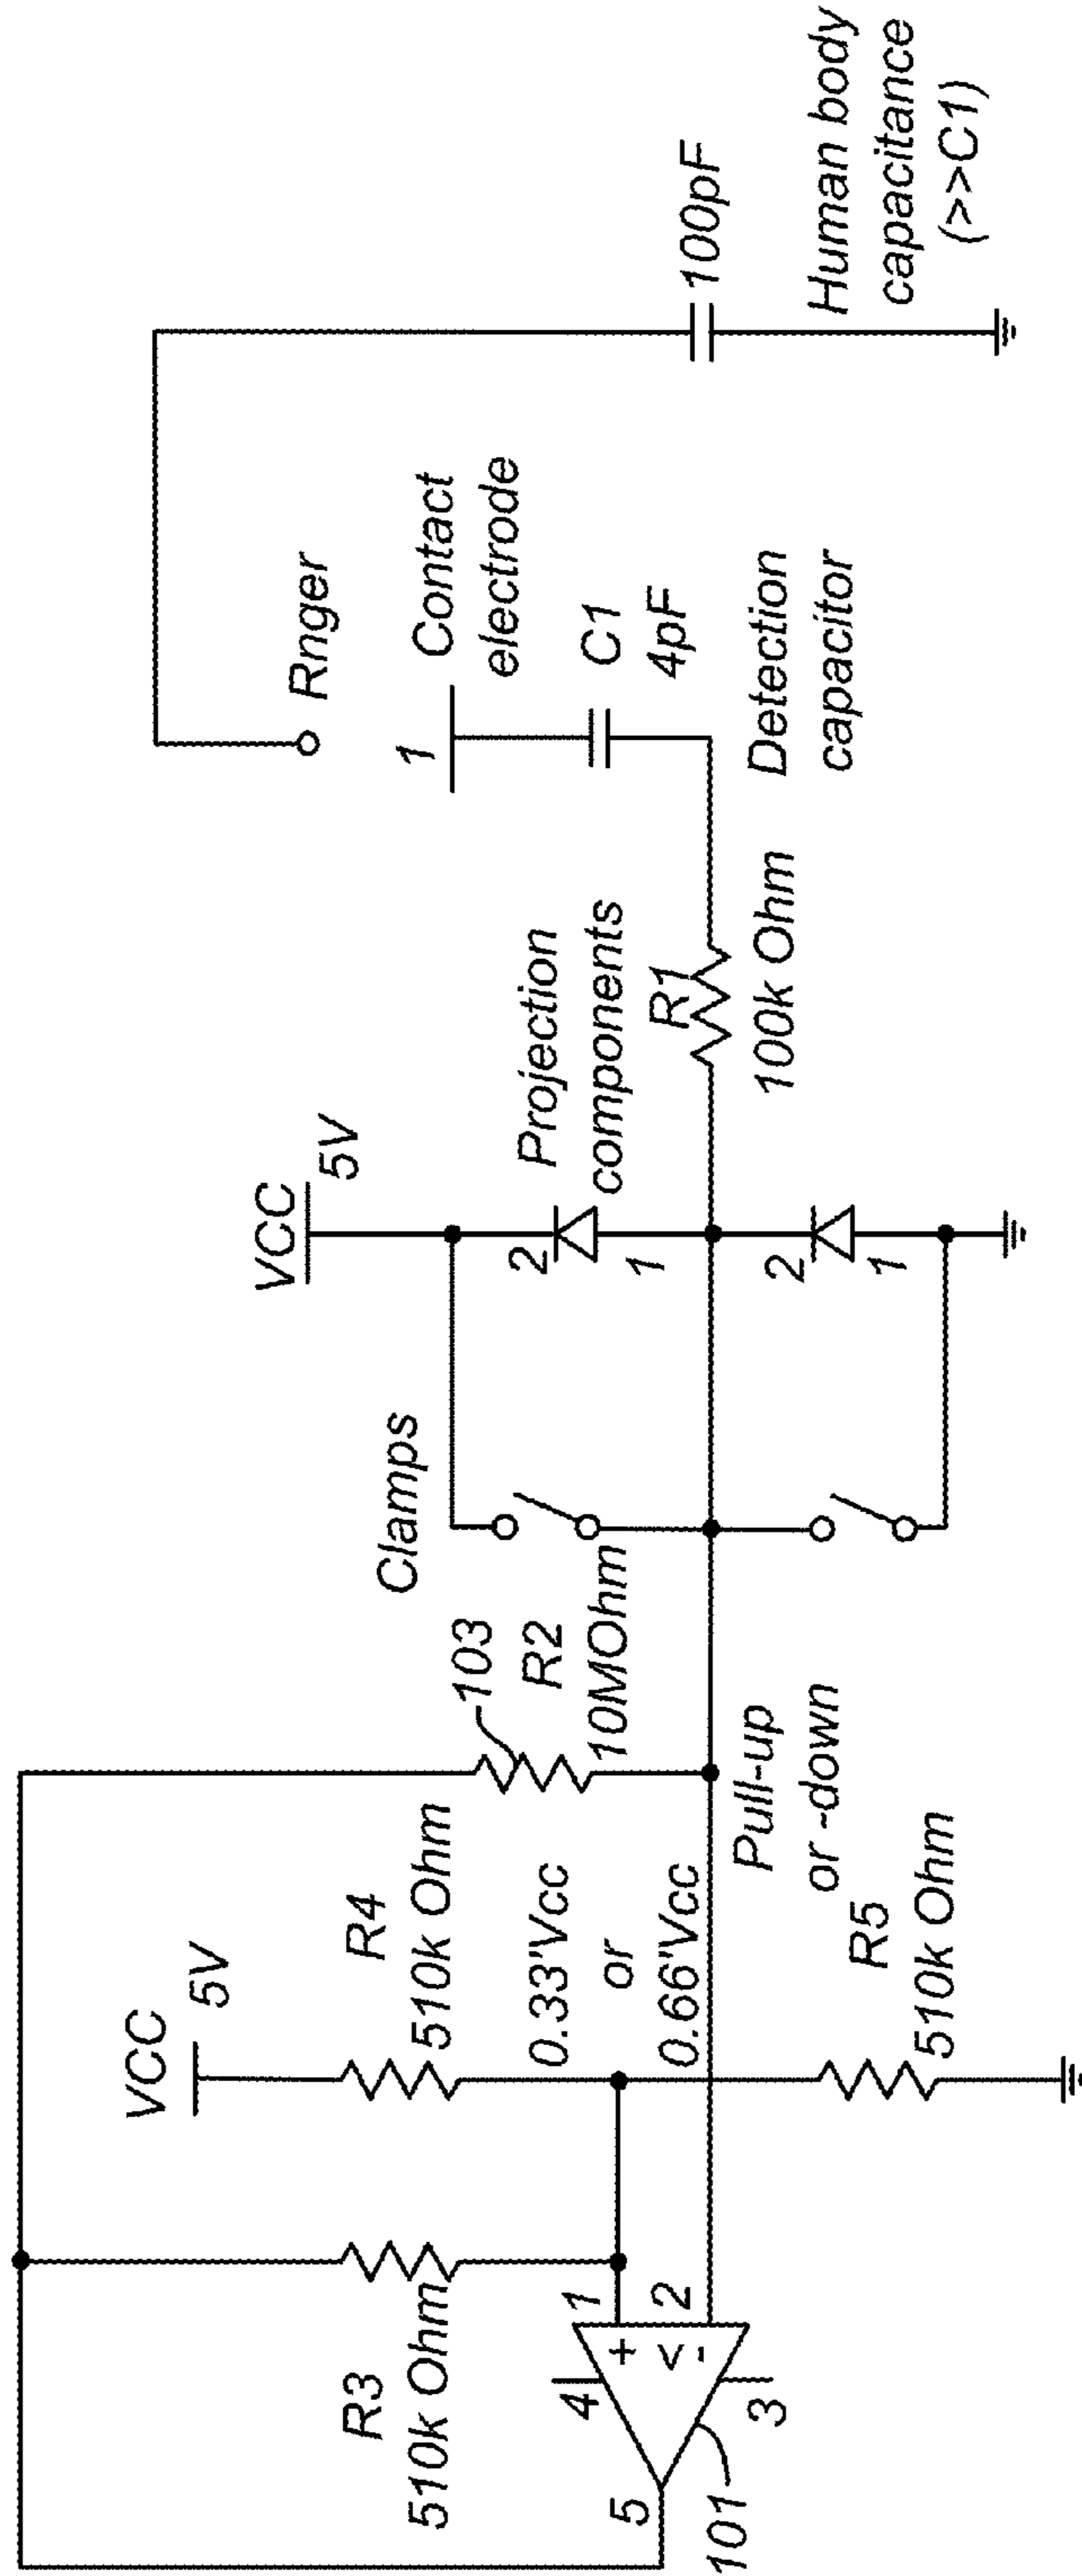 VCC
5V
R3
510k Ohm
R4
510k Ohm
0.33"Vcc
or
0.66"Vcc
1
2
+
<
-
4
3
5
101
R5
510k Ohm
103
R2
10MOhm
Pull-up
or -down
Clamps
VCC
5V
2
1
2
1
Projection
components
R1
100k Ohm
Rnger
1
Contact
electrode
C1
4pF
Detection
capacitor
100pF
Human body
capacitance
(>>C1)